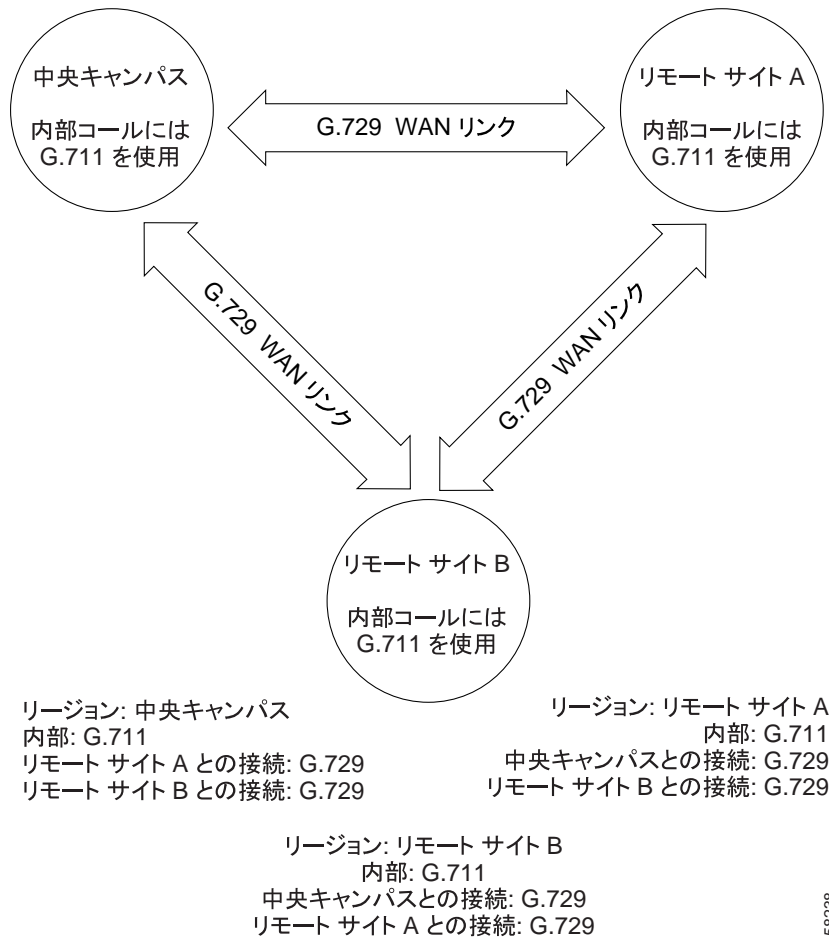 中央キャンパス
内部コールには
G.711 を使用
G.729 WAN リンク
リモート サイト A
内部コールには
G.711 を使用
G.729 WAN リンク
G.729 WAN リンク
リモート サイト B
内部コールには
G.711 を使用
リージョン: 中央キャンパス
内部: G.711
リモート サイト A との接続: G.729
リモート サイト B との接続: G.729
リージョン: リモート サイト A
内部: G.711
中央キャンパスとの接続: G.729
リモート サイト B との接続: G.729
リージョン: リモート サイト B
内部: G.711
中央キャンパスとの接続: G.729
リモート サイト A との接続: G.729